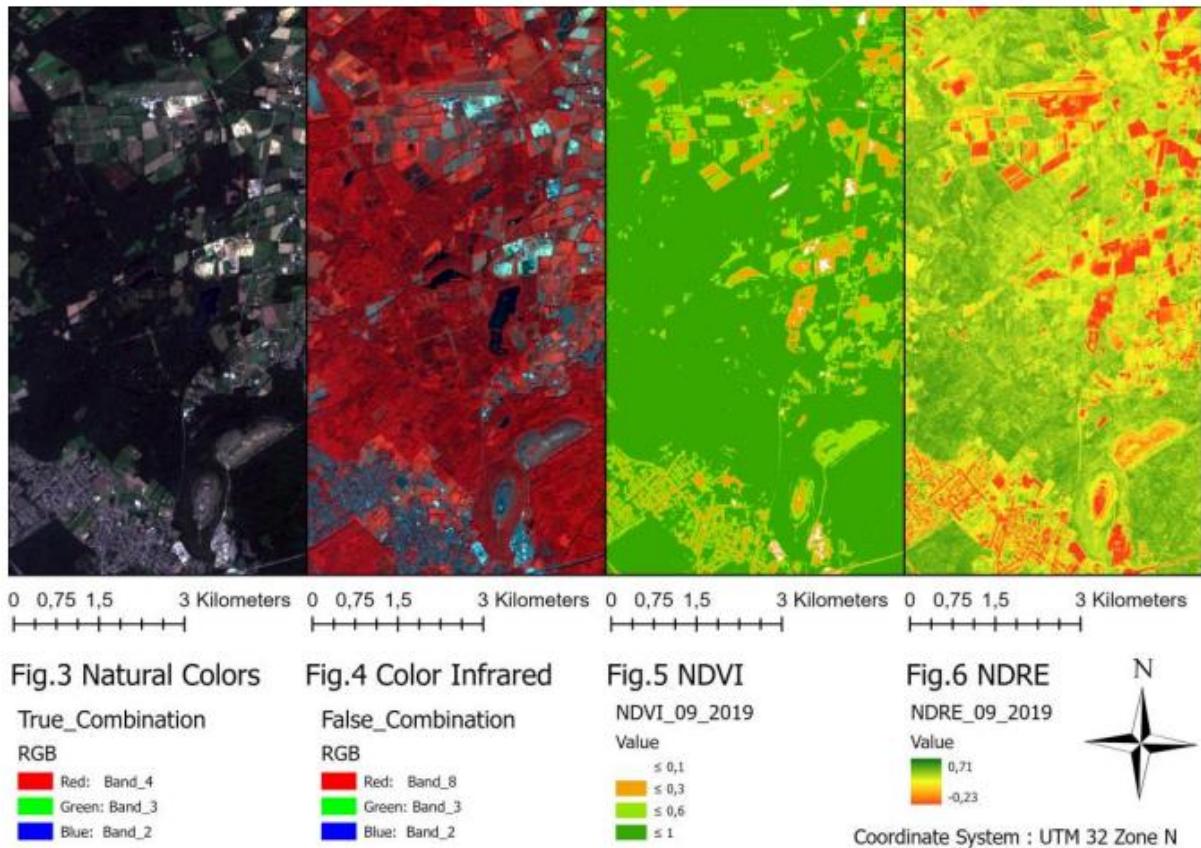 0 0,75 1,5 3 Kilometers
0 0,75 1,5 3 Kilometers
0 0,75 1,5 3 Kilometers
0 0,75 1,5 3 Kilometers
Fig.3 Natural Colors
True_Combination
RGB
Red: Band_4
Green: Band_3
Blue: Band_2
Fig.4 Color Infrared
False_Combination
RGB
Red: Band_8
Green: Band_3
Blue: Band_2
Fig.5 NDVI
NDVI_09_2019
Value
≤ 0,1
≤ 0,3
≤ 0,6
≤ 1
Fig.6 NDRE
NDRE_09_2019
Value
0,71
-0,23
N
Coordinate System : UTM 32 Zone N